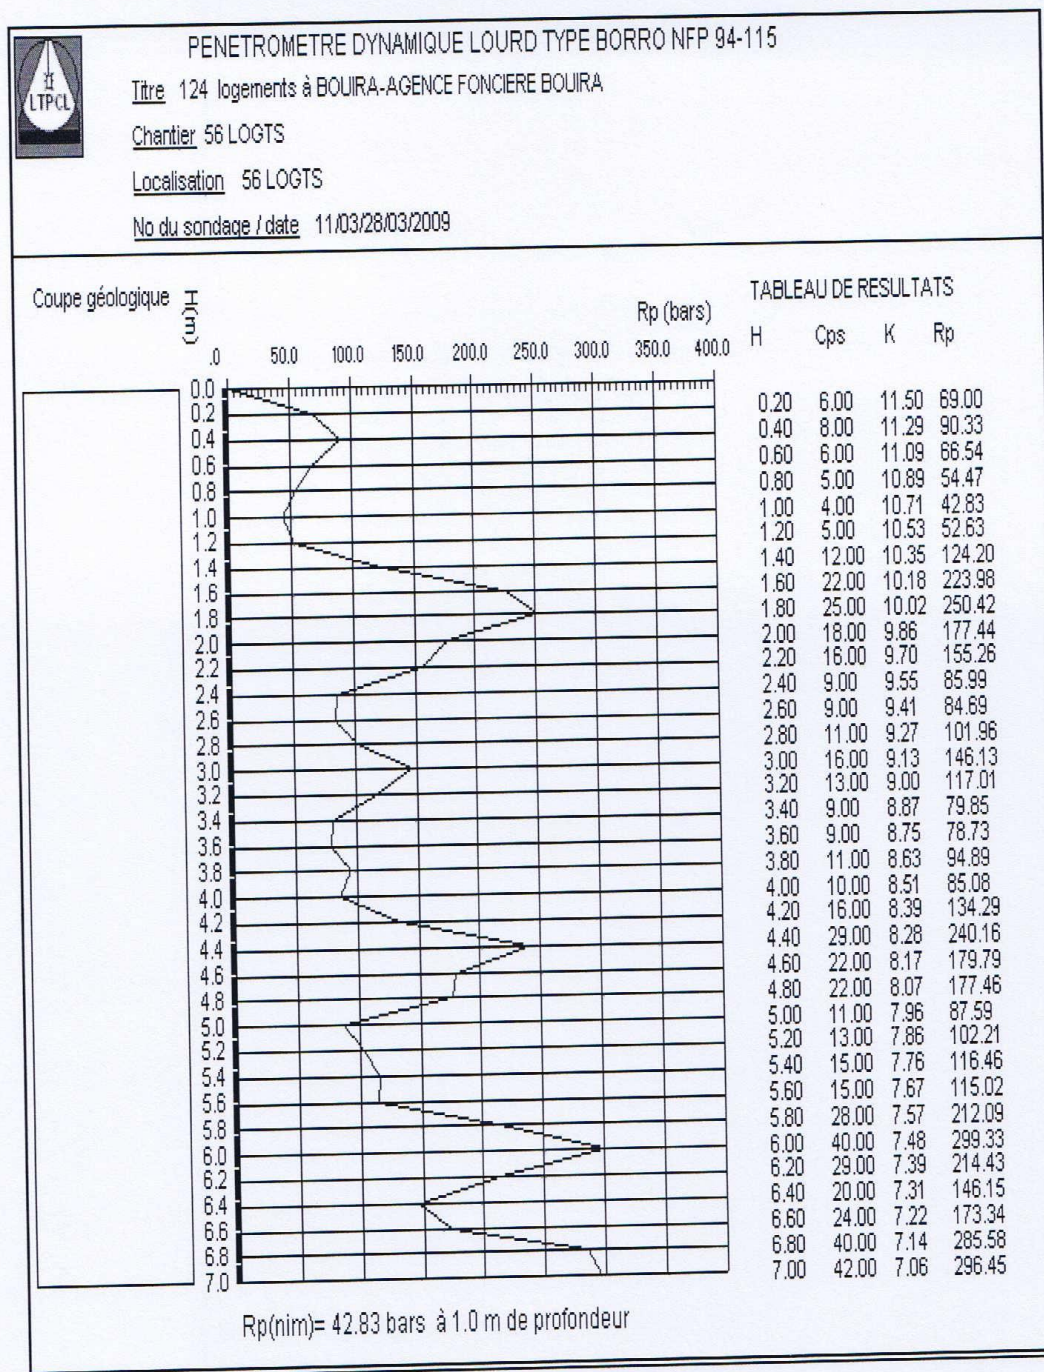 PENETROMETRE DYNAMIQUE LOURD TYPE BORRO NFP 94-115
LTPCL
Titre 124 logements à BOUIRA-AGENCE FONCIERE BOUIRA
Chantier 56 LOGTS
Localisation 56 LOGTS
No du sondage / date 11/03/28/03/2009
Coupe géologique
H(m)
Rp (bars)
.0 50.0 100.0 150.0 200.0 250.0 300.0 350.0 400.0
0.0
0.2
0.4
0.6
0.8
1.0
1.2
1.4
1.6
1.8
2.0
2.2
2.4
2.6
2.8
3.0
3.2
3.4
3.6
3.8
4.0
4.2
4.4
4.6
4.8
5.0
5.2
5.4
5.6
5.8
6.0
6.2
6.4
6.6
6.8
7.0
TABLEAU DE RESULTATS
H Cps K Rp
0.20 6.00 11.50 69.00
0.40 8.00 11.29 90.33
0.60 6.00 11.09 66.54
0.80 5.00 10.89 54.47
1.00 4.00 10.71 42.83
1.20 5.00 10.53 52.63
1.40 12.00 10.35 124.20
1.60 22.00 10.18 223.98
1.80 25.00 10.02 250.42
2.00 18.00 9.86 177.44
2.20 16.00 9.70 155.26
2.40 9.00 9.55 85.99
2.60 9.00 9.41 84.69
2.80 11.00 9.27 101.96
3.00 16.00 9.13 146.13
3.20 13.00 9.00 117.01
3.40 9.00 8.87 79.85
3.60 9.00 8.75 78.73
3.80 11.00 8.63 94.89
4.00 10.00 8.51 85.08
4.20 16.00 8.39 134.29
4.40 29.00 8.28 240.16
4.60 22.00 8.17 179.79
4.80 22.00 8.07 177.46
5.00 11.00 7.96 87.59
5.20 13.00 7.86 102.21
5.40 15.00 7.76 116.46
5.60 15.00 7.67 115.02
5.80 28.00 7.57 212.09
6.00 40.00 7.48 299.33
6.20 29.00 7.39 214.43
6.40 20.00 7.31 146.15
6.60 24.00 7.22 173.34
6.80 40.00 7.14 285.58
7.00 42.00 7.06 296.45
Rp(nim)= 42.83 bars à 1.0 m de profondeur